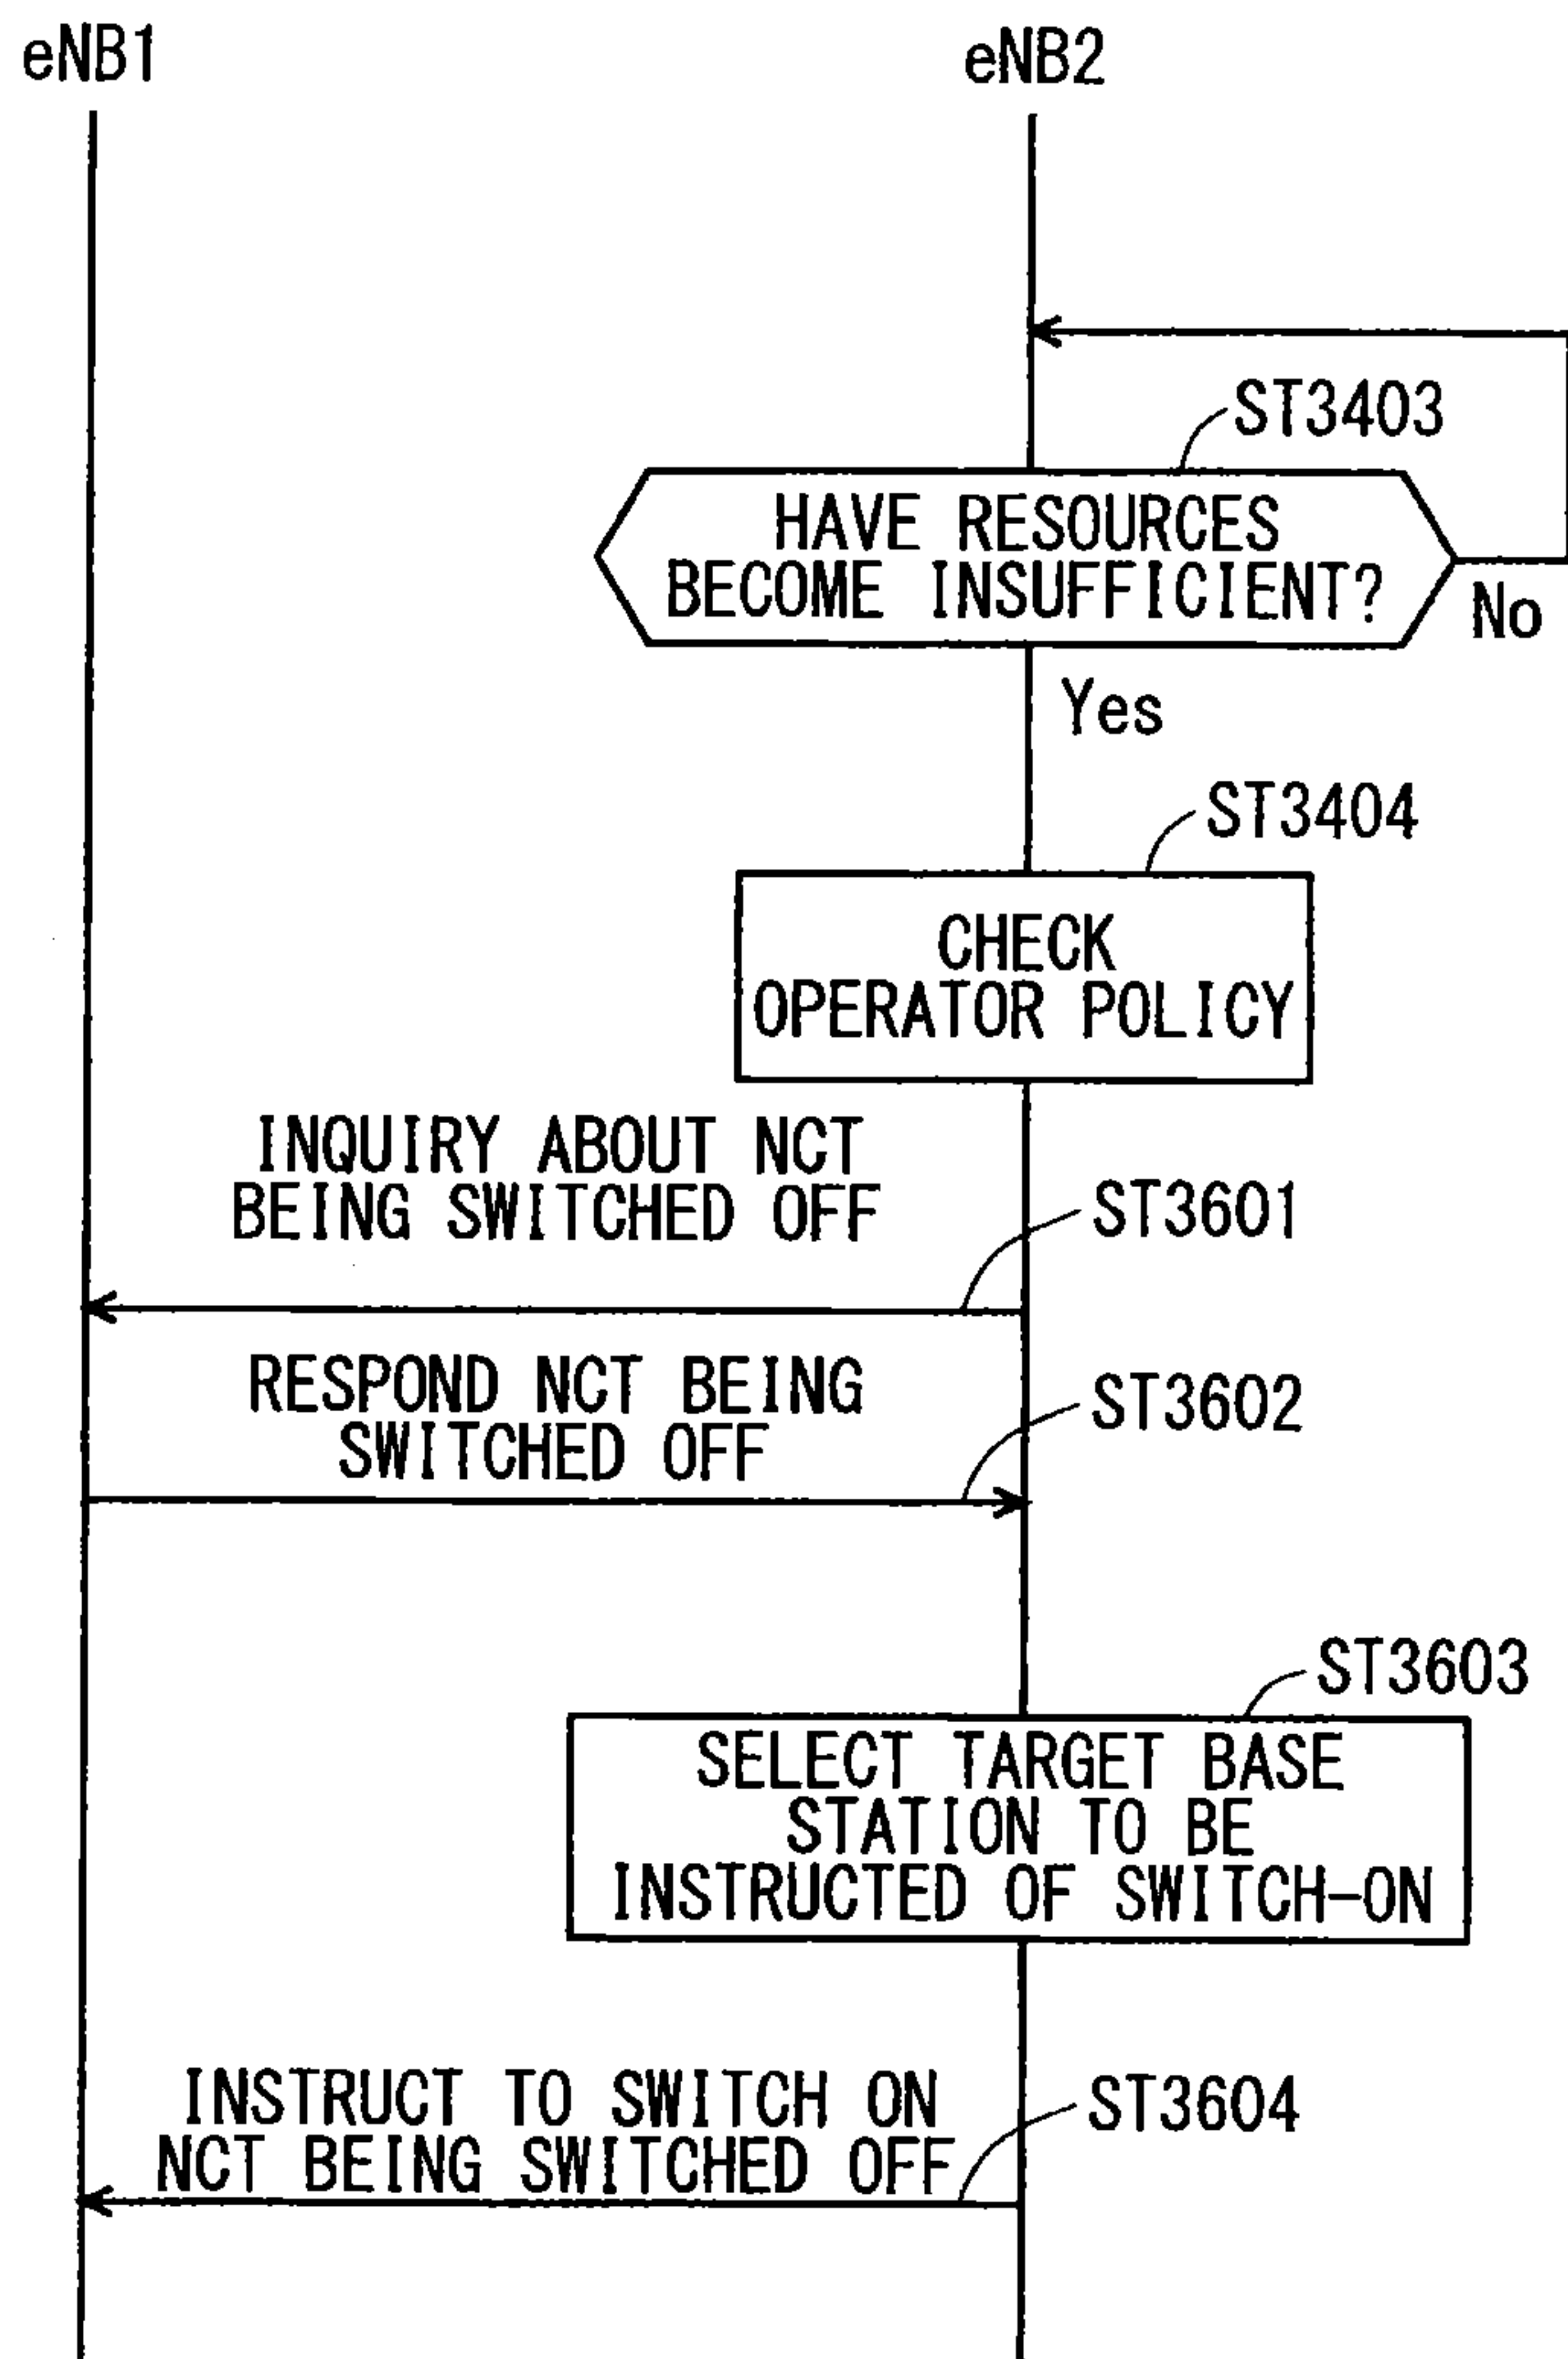 eNB1
eNB2
ST3403
HAVE RESOURCES
BECOME INSUFFICIENT?
No
Yes
ST3404
CHECK
OPERATOR POLICY
INQUIRY ABOUT NCT
BEING SWITCHED OFF
ST3601
RESPOND NCT BEING
SWITCHED OFF
ST3602
ST3603
SELECT TARGET BASE
STATION TO BE
INSTRUCTED OF SWITCH-ON
INSTRUCT TO SWITCH ON
NCT BEING SWITCHED OFF
ST3604